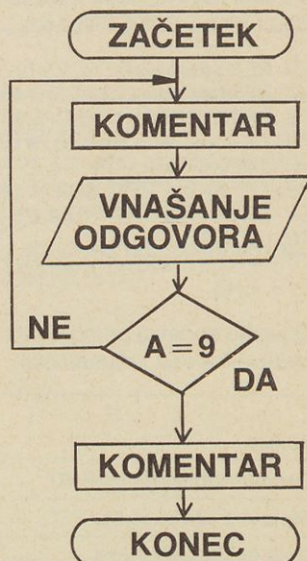 ZAČETEK
KOMENTAR
VNAŠANJE
ODGOVORA
NE
A=9
DA
KOMENTAR
KONEC